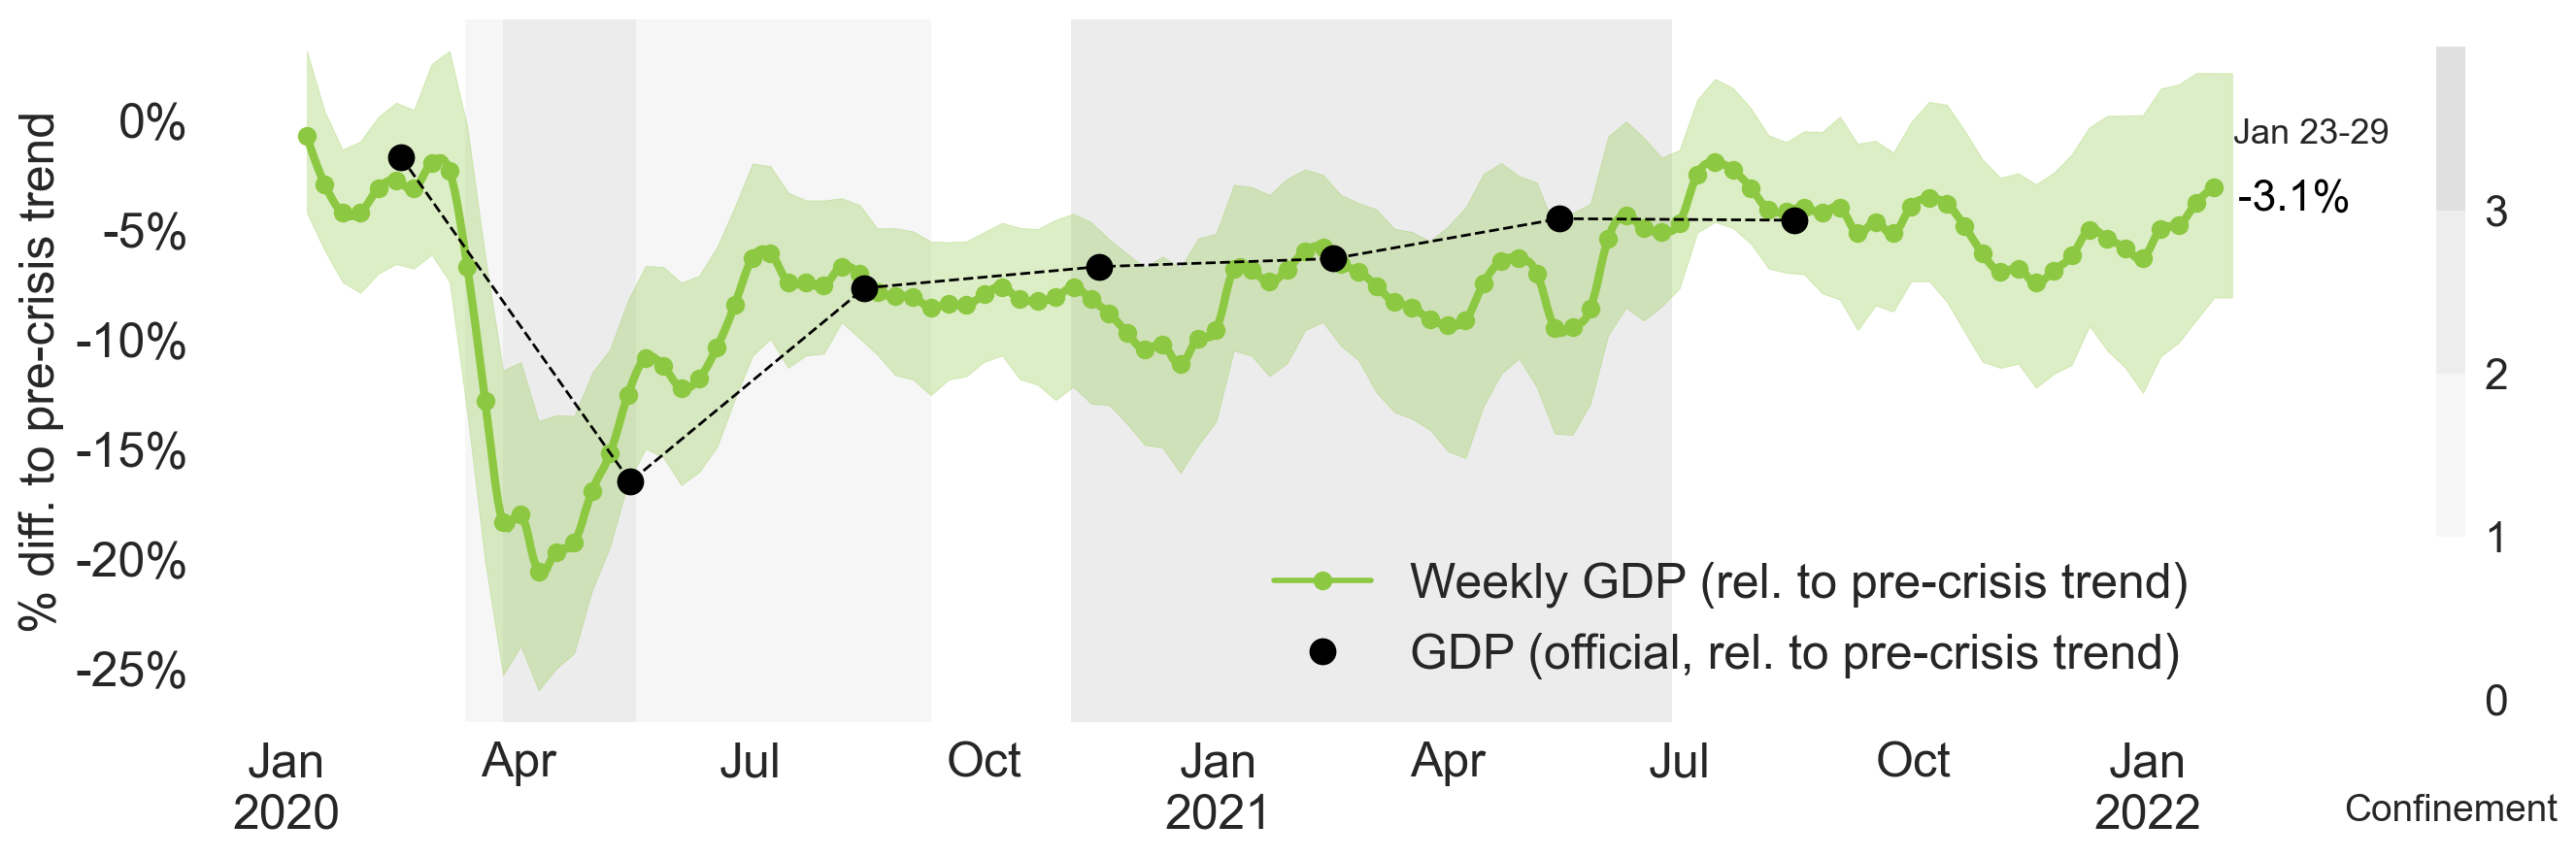 % diff. to pre-crisis trend
0%
-5%
-10%
-15%
-20%
-25%
Jan 23-29
-3.1%
Weekly GDP (rel. to pre-crisis trend)
GDP (official, rel. to pre-crisis trend)
Jan
2020
Apr
Jul
Oct
Jan
2021
Apr
Jul
Oct
Jan
2022
3
2
1
0
Confinement